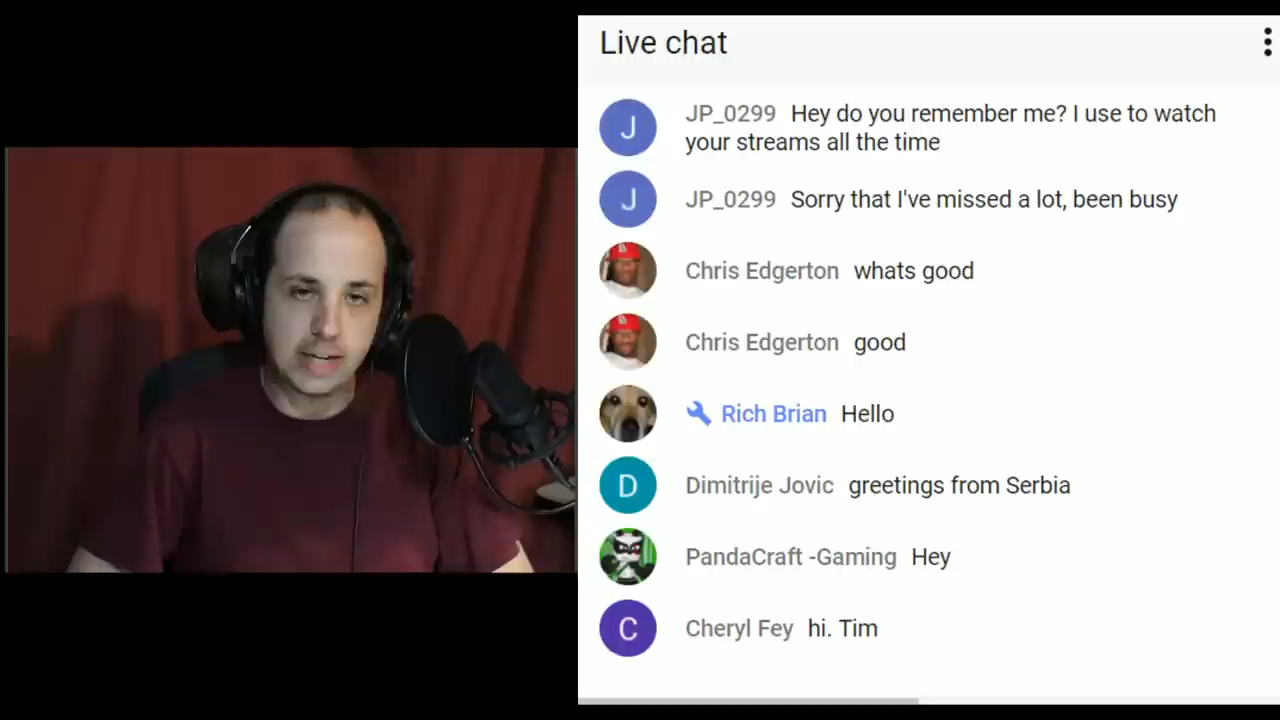 Live chat
J JP_0299 Hey do you remember me? I use to watch
your streams all the time
J JP_0299 Sorry that I've missed a lot, been busy
Chris Edgerton whats good
Chris Edgerton good
Rich Brian Hello
D Dimitrije Jovic greetings from Serbia
PandaCraft -Gaming Hey
C Cheryl Fey hi. Tim